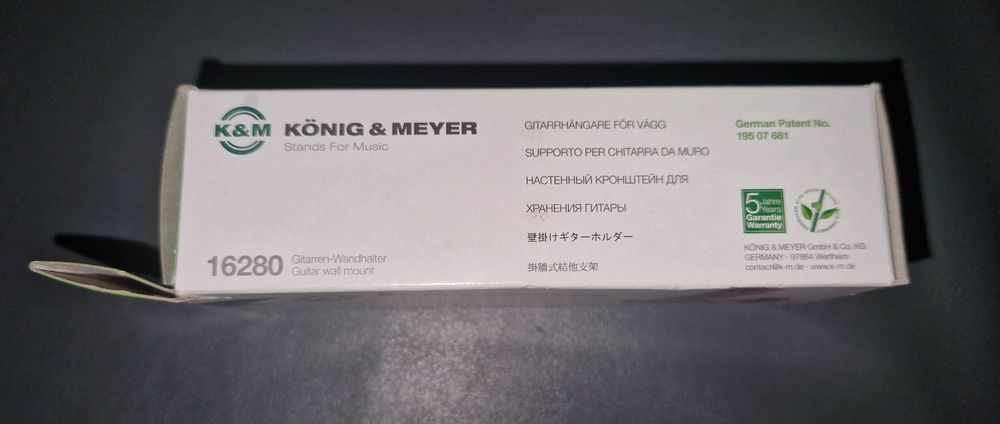 K&M
KÖNIG & MEYER
Stands For Music
16280
Gitarren-Wandhalter
Guitar wall mount
GITARRHÄNGARE FÖR VÄGG
SUPPORTO PER CHITARRA DA MURO
НАСТЕННЫЙ КРОНШТЕЙН ДЛЯ
ХРАНЕНИЯ ГИТАРЫ
壁掛けギターホルダー
掛牆式結他支架
German Patent No.
195 07 681
5 Jahre
Years
Garantie
Warranty
KÖNIG & MEYER GmbH & Co. KG
GERMANY · 97864 Wertheim
contact@k-m.de · www.k-m.de